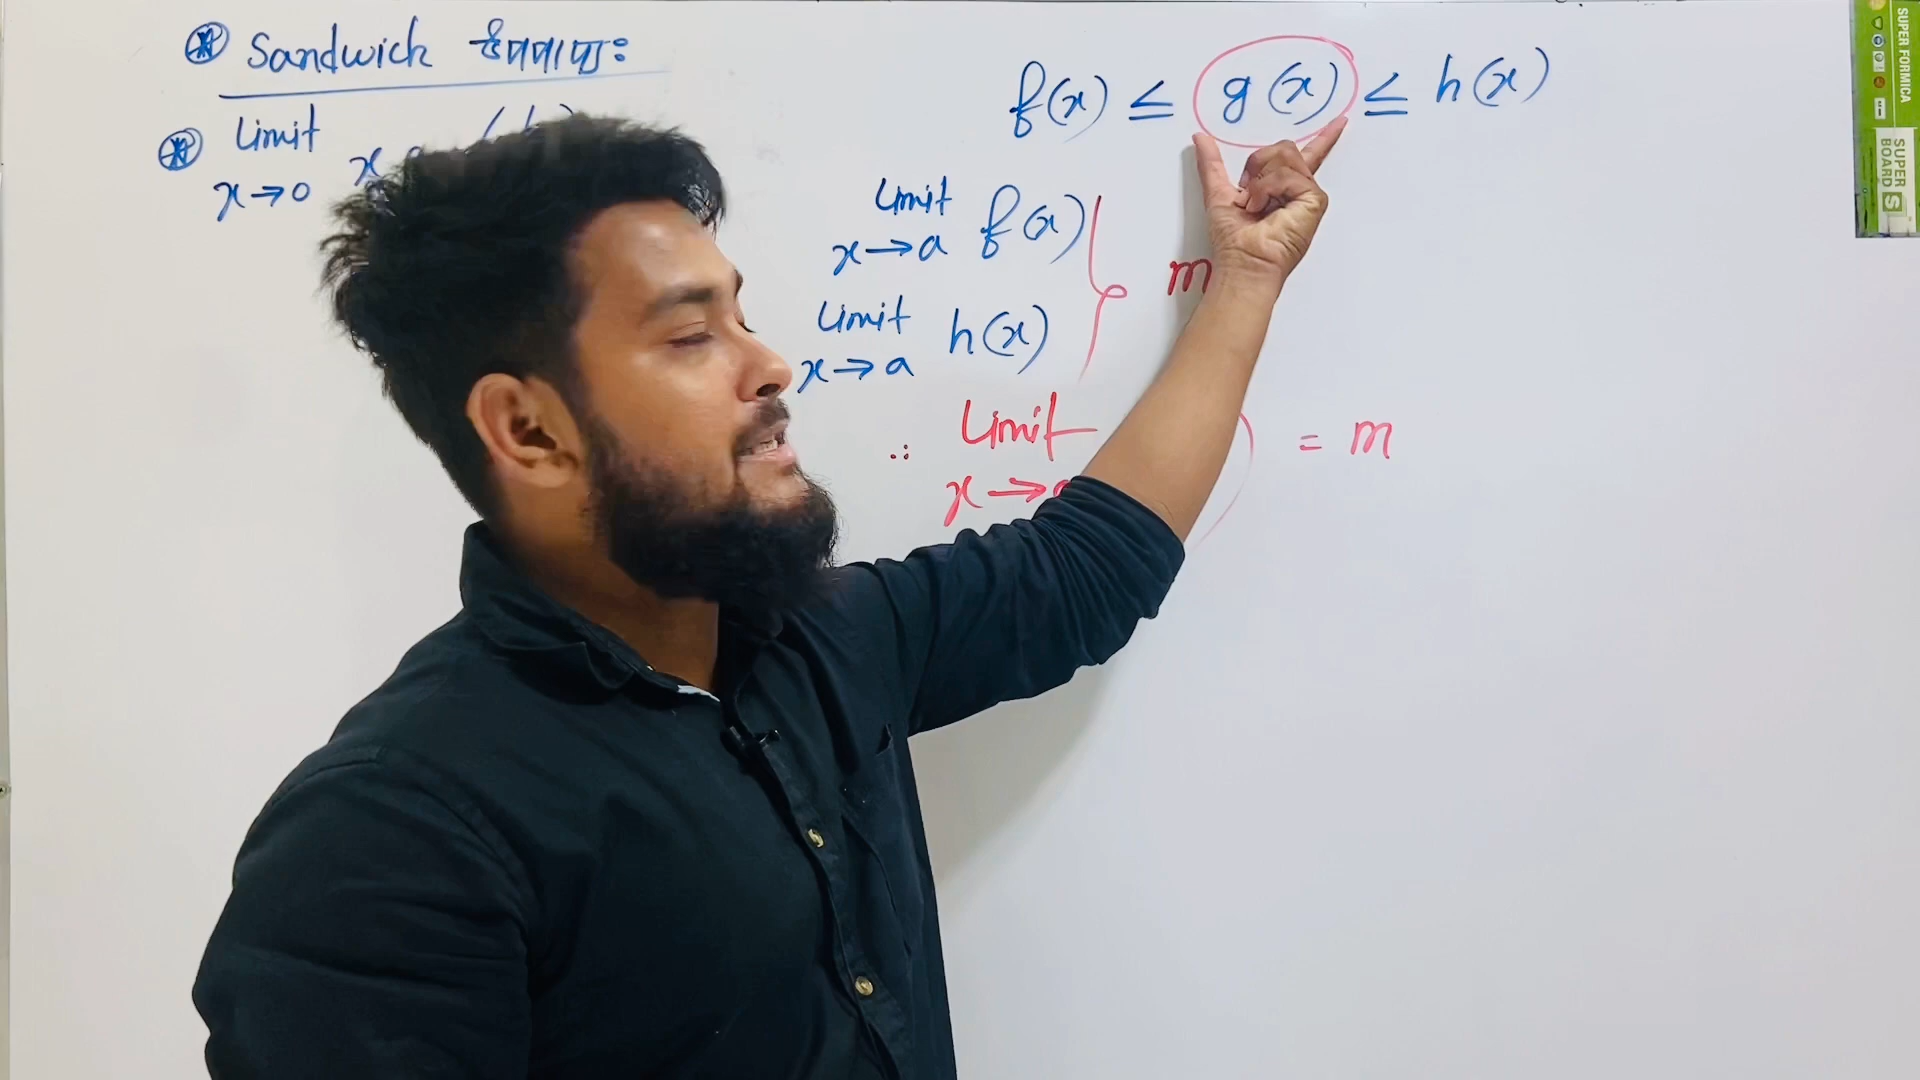 Sandwich উপপাদ্য:
Limit
x→0 x
f(x) ≤ g(x) ≤ h(x)
Limit
x→a f(x)
m
Limit
x→a h(x)
∴ Limit
x→
= m
SUPER FORMICA
SUPER BOARD S